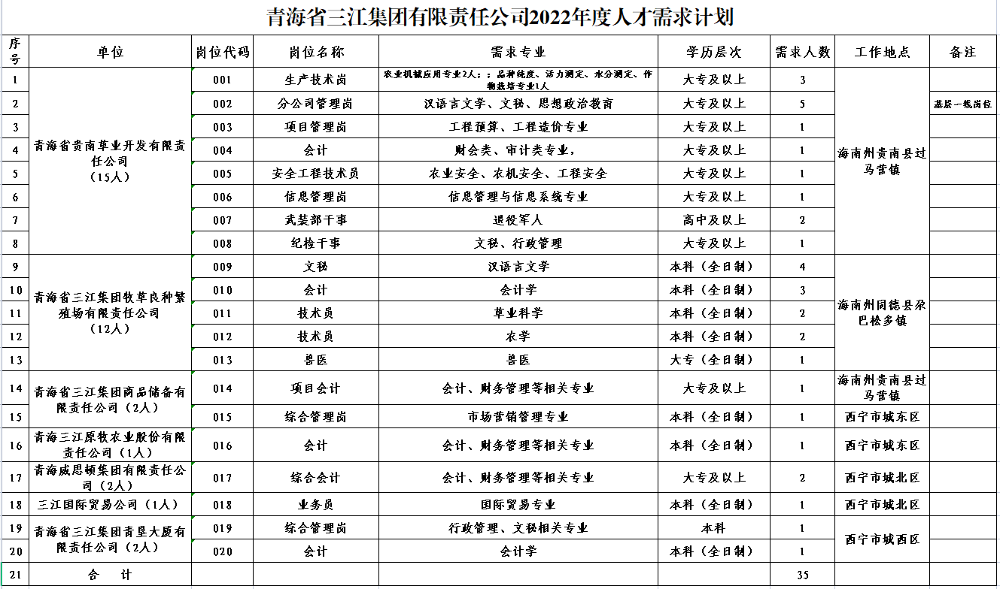 青海省三江集团有限责任公司2022年度人才需求计划
序号 单位 岗位代码 岗位名称 需求专业 学历层次 需求人数 工作地点 备注
1 青海省贵南草业开发有限责任公司（15人） 001 生产技术岗 农业机械应用专业2人；；品种纯度、活力测定、水分测定、作物栽培专业1人 大专及以上 3 海南州贵南县过马营镇
2 002 分公司管理岗 汉语言文学、文秘、思想政治教育 大专及以上 5 基层一线岗位
3 003 项目管理岗 工程预算、工程造价专业 大专及以上 1
4 004 会计 财会类、审计类专业， 大专及以上 1
5 005 安全工程技术员 农业安全、农机安全、工程安全 大专及以上 1
6 006 信息管理岗 信息管理与信息系统专业 大专及以上 1
7 007 武装部干事 退役军人 高中及以上 2
8 008 纪检干事 文秘、行政管理 大专及以上 1
9 青海省三江集团牧草良种繁殖场有限责任公司（12人） 009 文秘 汉语言文学 本科（全日制） 4 海南州同德县尕巴松多镇
10 010 会计 会计学 本科（全日制） 3
11 011 技术员 草业科学 本科（全日制） 2
12 012 技术员 农学 本科（全日制） 2
13 013 兽医 兽医 大专（全日制） 1
14 青海省三江集团商品储备有限责任公司（2人） 014 项目会计 会计、财务管理等相关专业 大专及以上 1 海南州贵南县过马营镇
15 015 综合管理岗 市场营销管理专业 本科（全日制） 1 西宁市城东区
16 青海三江原牧农业股份有限责任公司（1人） 016 会计 会计、财务管理等相关专业 本科（全日制） 1 西宁市城东区
17 青海威思顿集团有限责任公司（2人） 017 综合会计 会计、财务管理等相关专业 大专及以上 2 西宁市城北区
18 三江国际贸易公司（1人） 018 业务员 国际贸易专业 本科（全日制） 1 西宁市城北区
19 青海省三江集团青垦大厦有限责任公司（2人） 019 综合管理岗 行政管理、文秘相关专业 本科 1 西宁市城西区
20 020 会计 会计学 本科（全日制） 1
21 合 计 35